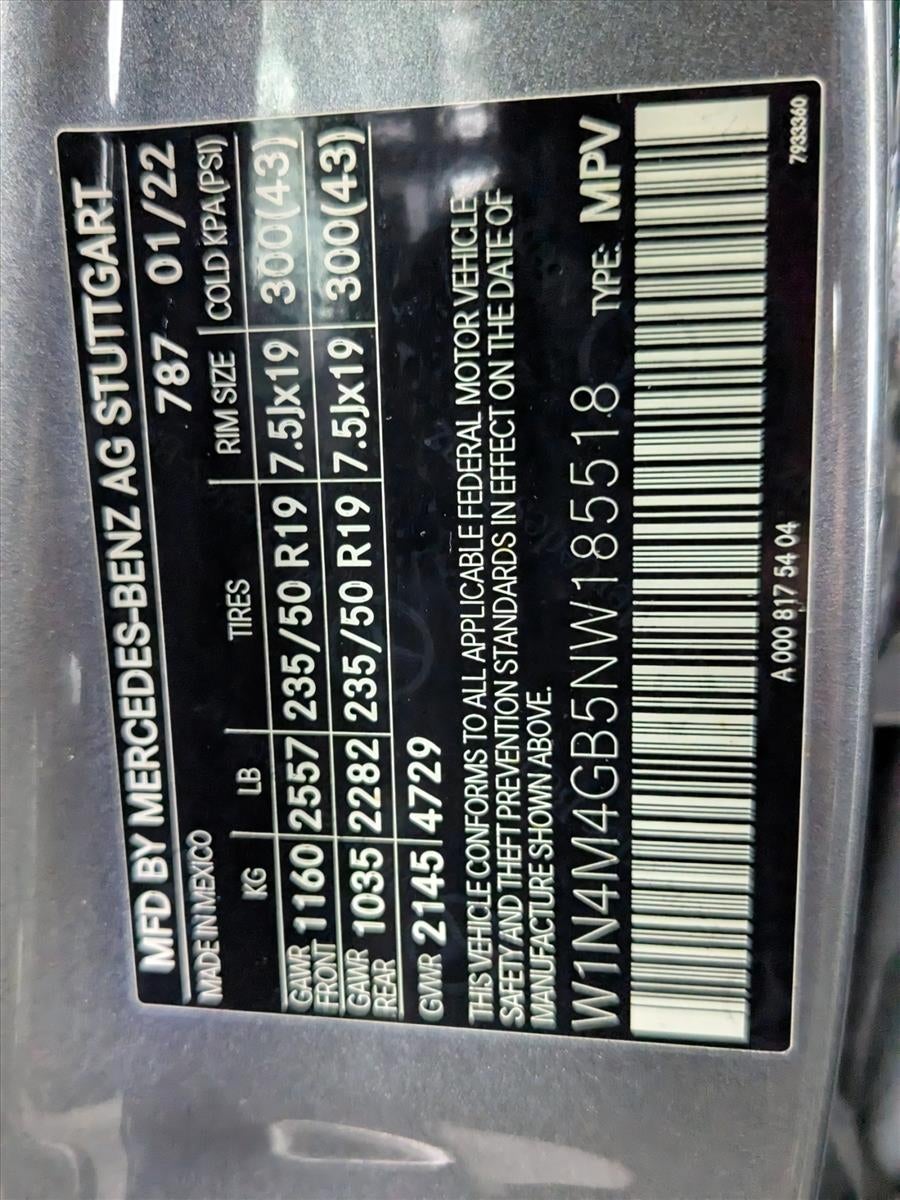 MFD BY MERCEDES-BENZ AG STUTTGART
MADE IN MEXICO 787 01/22
KG LB TIRES RIM SIZE COLD KPA(PSI)
GAWR FRONT 1160 2557 235/50 R19 7.5Jx19 300(43)
GAWR REAR 1035 2282 235/50 R19 7.5Jx19 300(43)
GWR 2145 4729
THIS VEHICLE CONFORMS TO ALL APPLICABLE FEDERAL MOTOR VEHICLE
SAFETY AND THEFT PREVENTION STANDARDS IN EFFECT ON THE DATE OF
MANUFACTURE SHOWN ABOVE.
W1N4M4GB5NW185518 TYPE: MPV
A 000 817 54 04 7933360